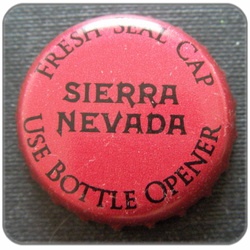 FRESH SEAL CAP
SIERRA
NEVADA
USE BOTTLE OPENER